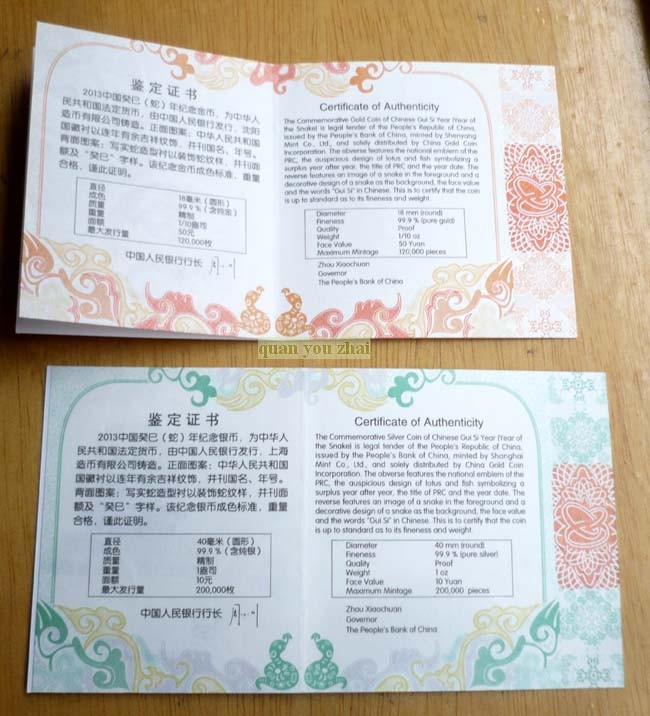 鉴定证书
2013中国癸巳（蛇）年纪念金币，为中华人
民共和国法定货币，由中国人民银行发行，沈阳
造币有限公司铸造。正面图案：中华人民共和国
国徽衬以连年有余吉祥纹饰，并刊国名、年号。
背面图案：写实蛇造型衬以装饰蛇纹样，并刊面
额及“癸巳”字样。该纪念金币成色标准，重量
合格，谨此证明。
直径 18毫米（圆形）
成色 99.9％（含纯金）
质量 精制
重量 1/10盎司
面额 50元
最大发行量 120,000枚
中国人民银行行长
Certificate of Authenticity
The Commemorative Gold Coin of Chinese Gui Si Year (Year of
the Snake) is legal tender of the People's Republic of China,
issued by the People's Bank of China, minted by Shenyang
Mint Co., Ltd., and solely distributed by China Gold Coin
Incorporation. The obverse features the national emblem of the
PRC, the auspicious design of lotus and fish symbolizing a
surplus year after year, the title of PRC and the year date. The
reverse features an image of a snake in the foreground and a
decorative design of a snake as the background, the face value
and the words "Gui Si" in Chinese. This is to certify that the coin
is up to standard as to its fineness and weight.
Diameter 18 mm (round)
Fineness 99.9% (pure gold)
Quality Proof
Weight 1/10 oz
Face Value 50 Yuan
Maximum Mintage 120,000 pieces
Zhou Xiaochuan
Governor
The People's Bank of China
quan you zhai
鉴定证书
2013中国癸巳（蛇）年纪念银币，为中华人
民共和国法定货币，由中国人民银行发行，上海
造币有限公司铸造。正面图案：中华人民共和国
国徽衬以连年有余吉祥纹饰，并刊国名、年号。
背面图案：写实蛇造型衬以装饰蛇纹样，并刊面
额及“癸巳”字样。该纪念银币成色标准，重量
合格，谨此证明。
直径 40毫米（圆形）
成色 99.9％（含纯银）
质量 精制
重量 1盎司
面额 10元
最大发行量 200,000枚
中国人民银行行长
Certificate of Authenticity
The Commemorative Silver Coin of Chinese Gui Si Year (Year of
the Snake) is legal tender of the People's Republic of China,
issued by the People's Bank of China, minted by Shanghai
Mint Co., Ltd., and solely distributed by China Gold Coin
Incorporation. The obverse features the national emblem of the
PRC, the auspicious design of lotus and fish symbolizing a
surplus year after year, the title of PRC and the year date. The
reverse features an image of a snake in the foreground and a
decorative design of a snake as the background, the face value
and the words "Gui Si" in Chinese. This is to certify that the coin
is up to standard as to its fineness and weight.
Diameter 40 mm (round)
Fineness 99.9% (pure silver)
Quality Proof
Weight 1 oz
Face Value 10 Yuan
Maximum Mintage 200,000 pieces
Zhou Xiaochuan
Governor
The People's Bank of China